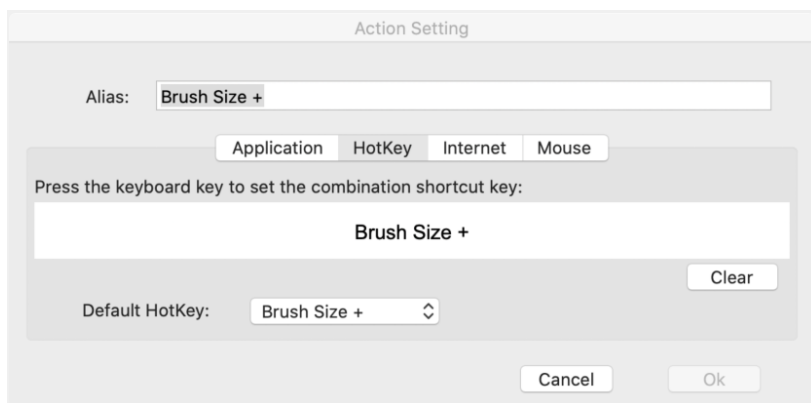 Action Setting
Alias: Brush Size +
Application HotKey Internet Mouse
Press the keyboard key to set the combination shortcut key:
Brush Size +
Clear
Default HotKey: Brush Size +
Cancel Ok